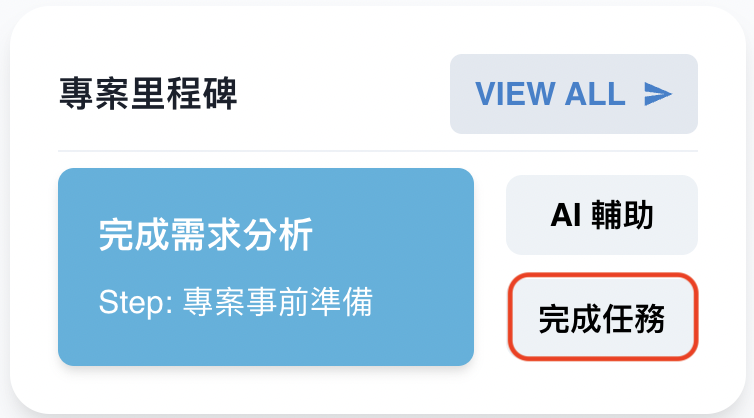 專案里程碑
VIEW ALL
完成需求分析
Step: 專案事前準備
AI 輔助
完成任務